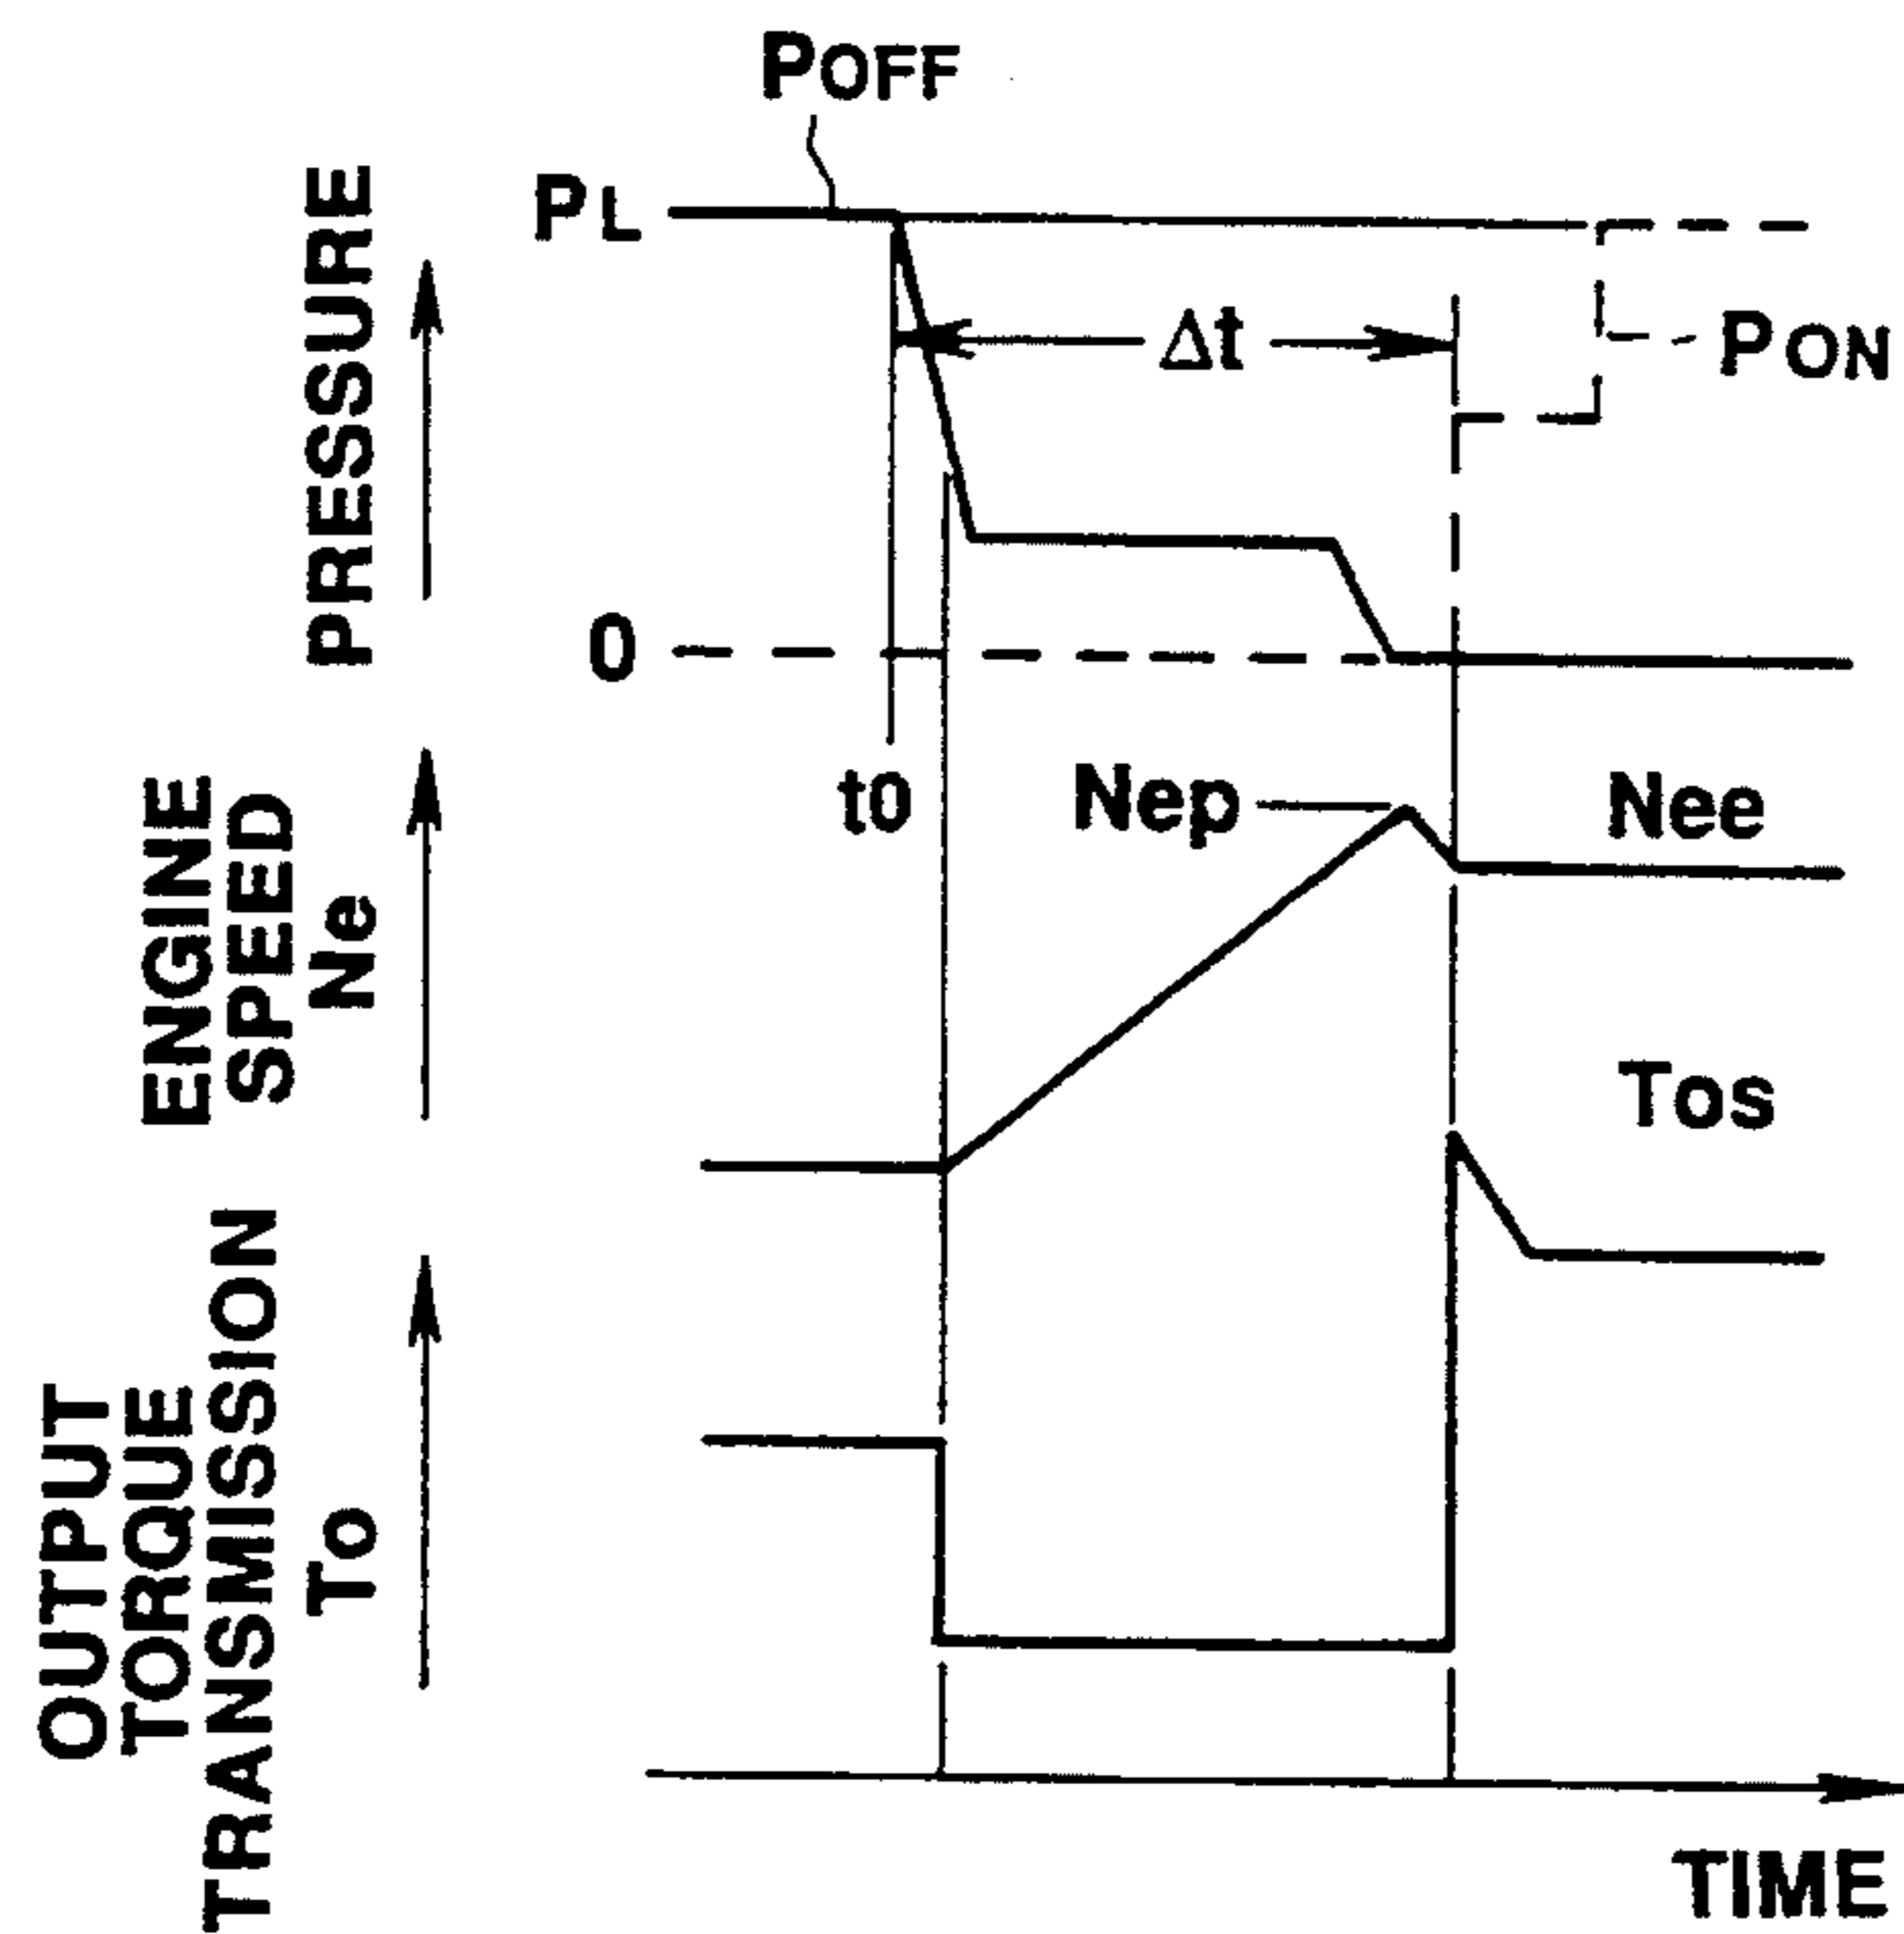 POFF
PL
Δt
PON
0
PRESSURE
t0
Nep
Nee
ENGINE
SPEED
Ne
Tos
OUTPUT
TORQUE
TRANSMISSION
To
TIME